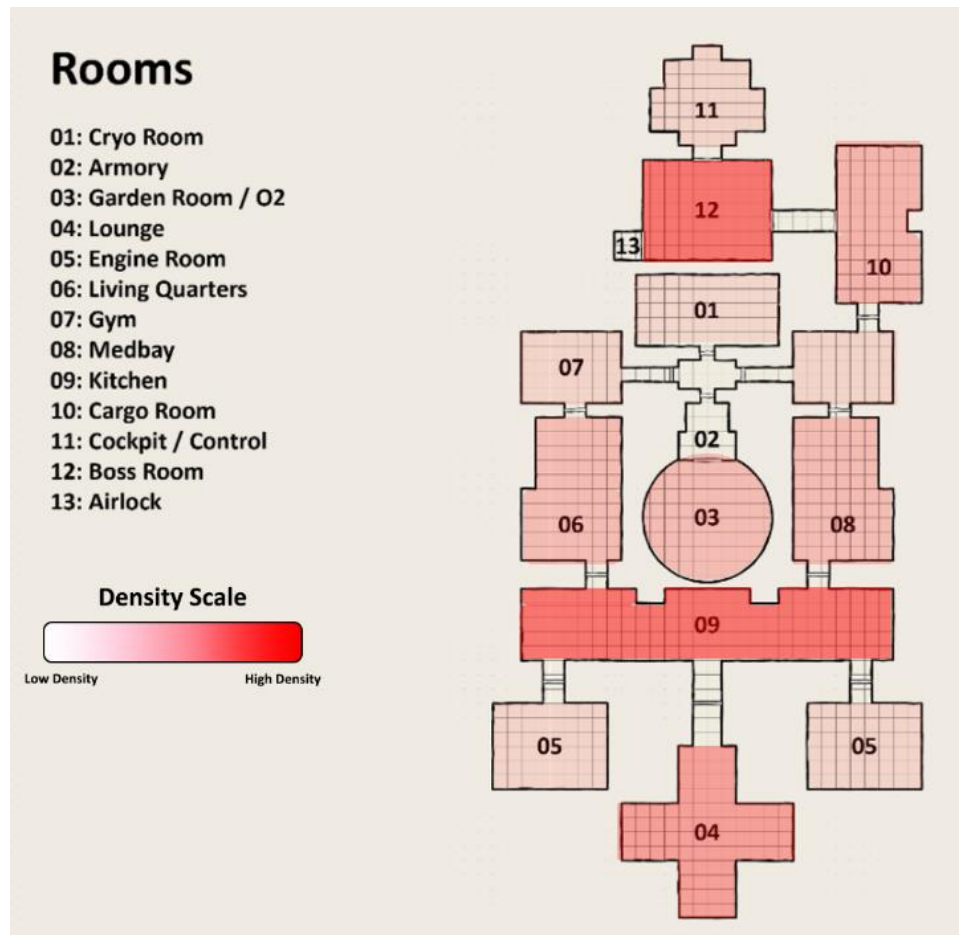 Rooms
01: Cryo Room
02: Armory
03: Garden Room / O2
04: Lounge
05: Engine Room
06: Living Quarters
07: Gym
08: Medbay
09: Kitchen
10: Cargo Room
11: Cockpit / Control
12: Boss Room
13: Airlock
Density Scale
Low Density High Density
11
12
13
10
01
07
02
03
06
08
09
05
05
04